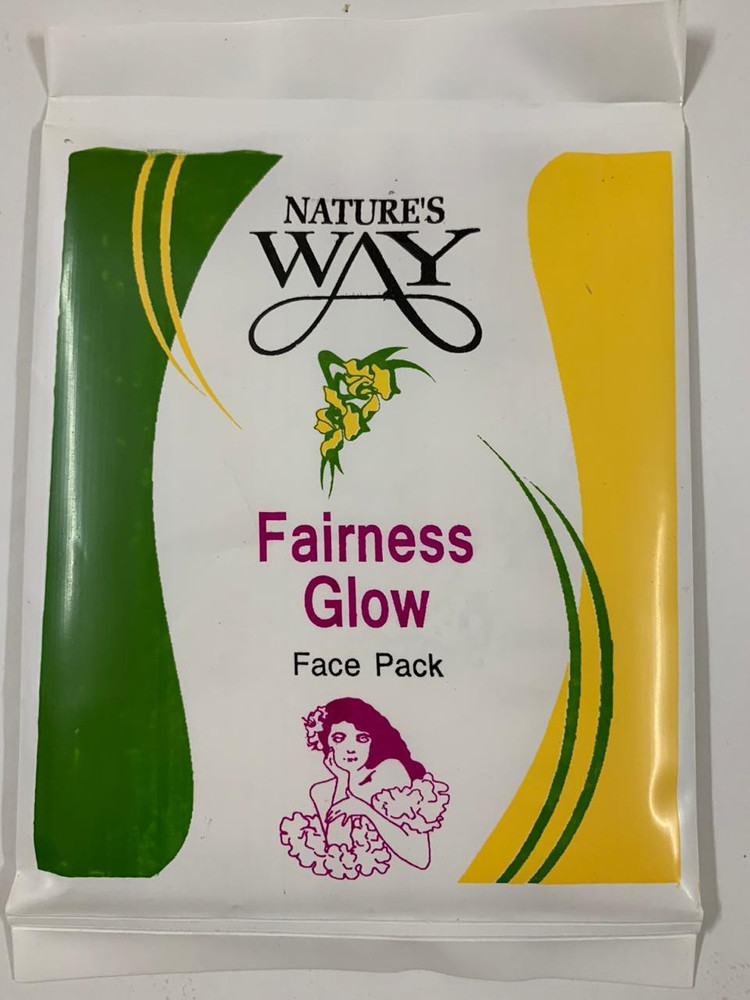 NATURE'S
WAY
Fairness
Glow
Face Pack